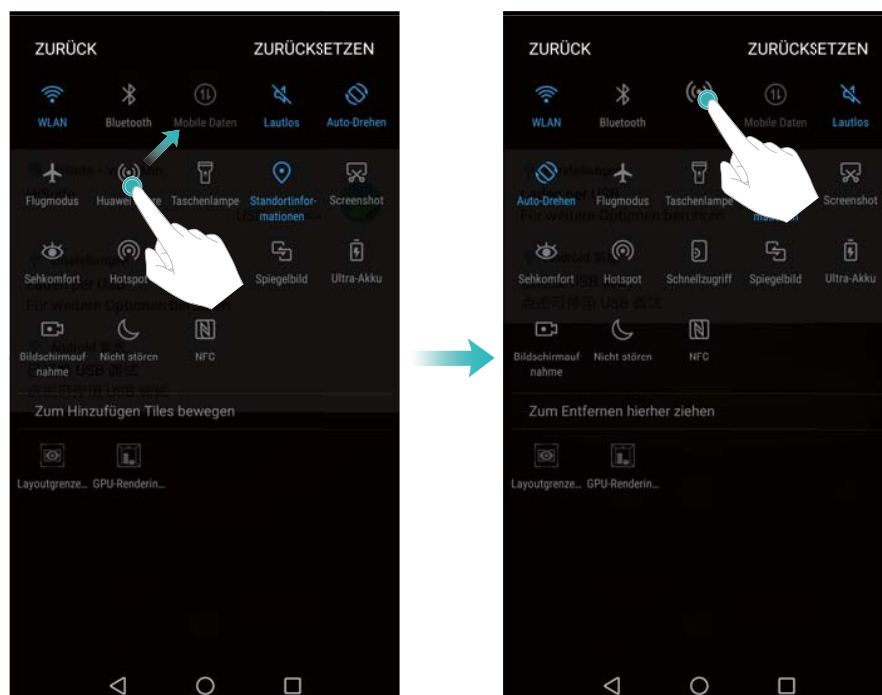 ZURÜCK
ZURÜCKSETZEN
WLAN
Bluetooth
Mobile Daten
Lautlos
Auto-Drehen
Flugmodus
Taschenlampe
Standortinfor-
mationen
Screenshot
Sehkomfort
Hotspot
Spiegelbild
Ultra-Akku
Bildschirmauf
nahme
Nicht stören
NFC
Zum Hinzufügen Tiles bewegen
Layoutgrenze...
GPU-Renderin...
ZURÜCK
ZURÜCKSETZEN
WLAN
Bluetooth
Mobile Daten
Lautlos
Auto-Drehen
Flugmodus
Taschenlampe
Screenshot
Sehkomfort
Hotspot
Schnellzugriff
Spiegelbild
Ultra-Akku
Bildschirmauf
nahme
Nicht stören
NFC
Zum Entfernen hierher ziehen
Layoutgrenze...
GPU-Renderin...